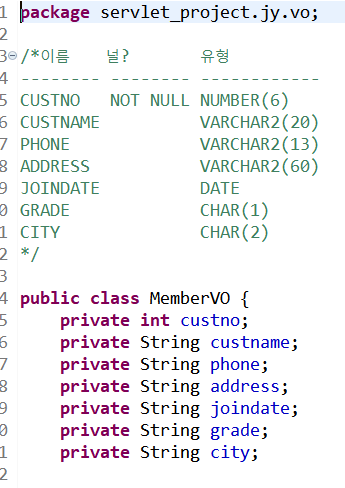 1 package servlet_project.jy.vo;
2
3 /*이름 널? 유형
4 -------- -------- ------------
5 CUSTNO NOT NULL NUMBER(6)
6 CUSTNAME VARCHAR2(20)
7 PHONE VARCHAR2(13)
8 ADDRESS VARCHAR2(60)
9 JOINDATE DATE
0 GRADE CHAR(1)
1 CITY CHAR(2)
2 */
3
4 public class MemberVO {
5 private int custno;
6 private String custname;
7 private String phone;
8 private String address;
9 private String joindate;
0 private String grade;
1 private String city;
2